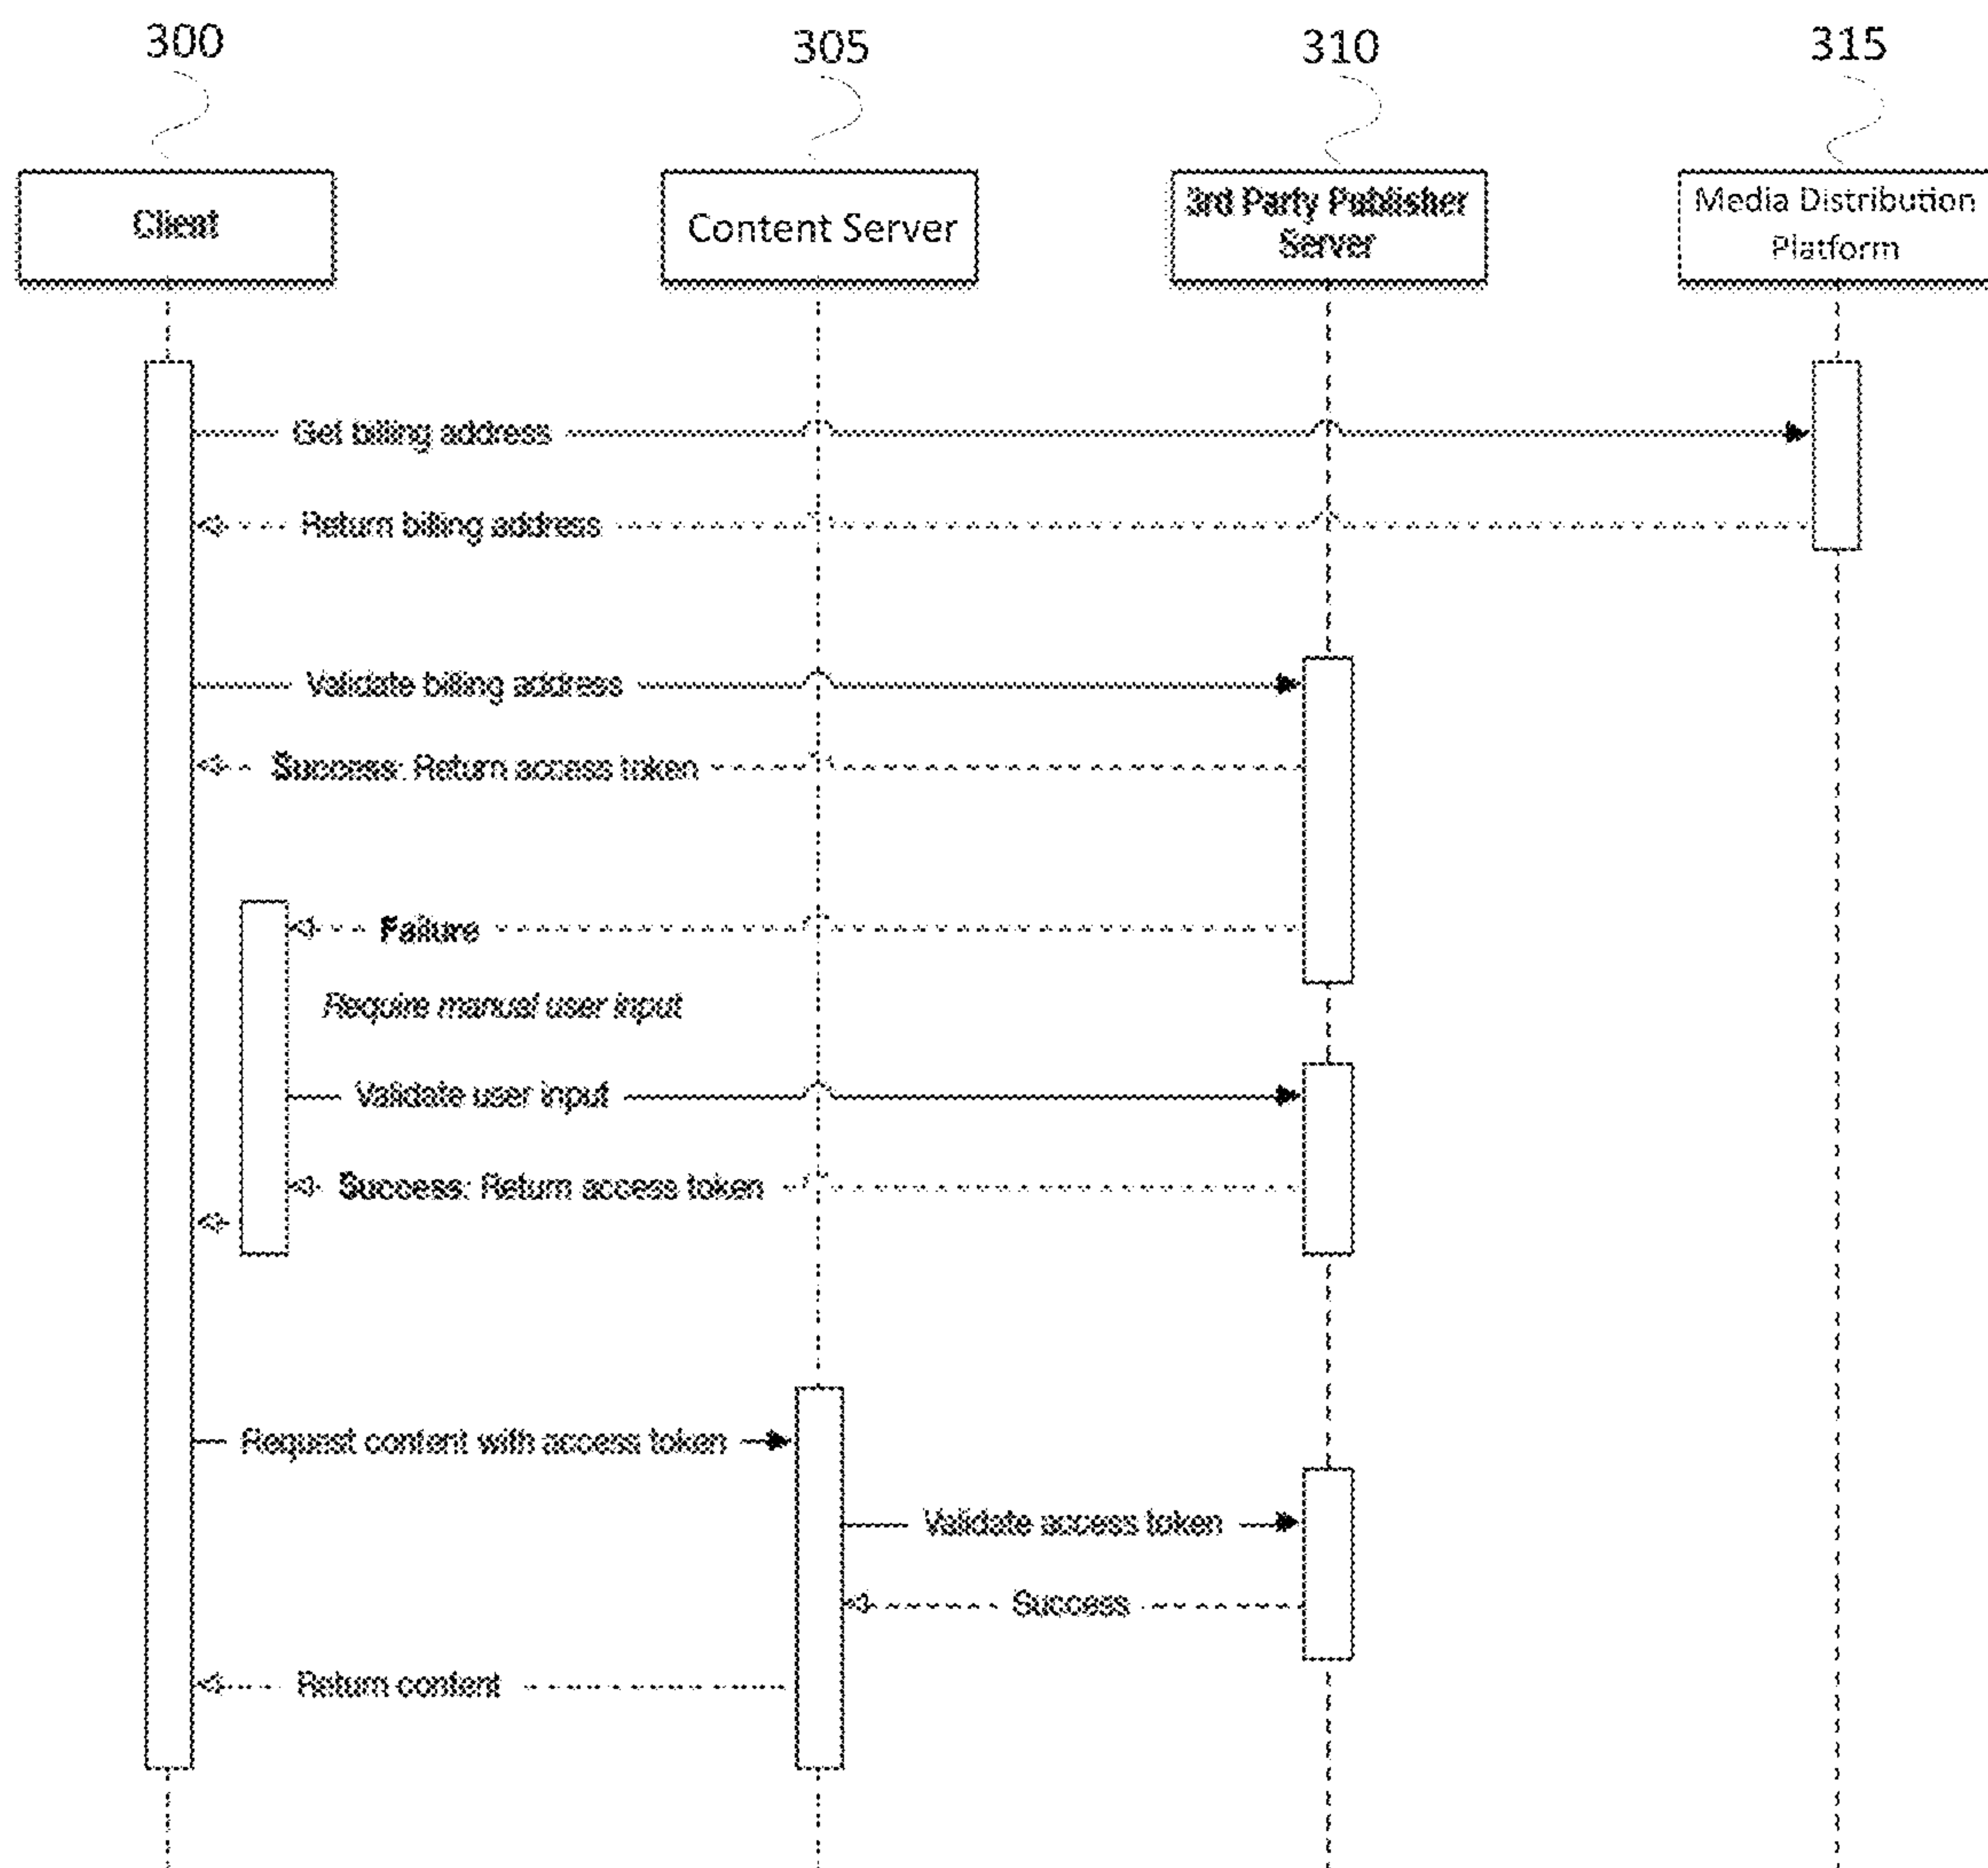 300
305
310
315
Client
Content Server
3rd Party Publisher
Server
Media Distribution
Platform
Get billing address
Return billing address
Validate billing address
Success: Return access token
Failure
Require manual user input
Validate user input
Success: Return access token
Request content with access token
Validate access token
Success
Return content